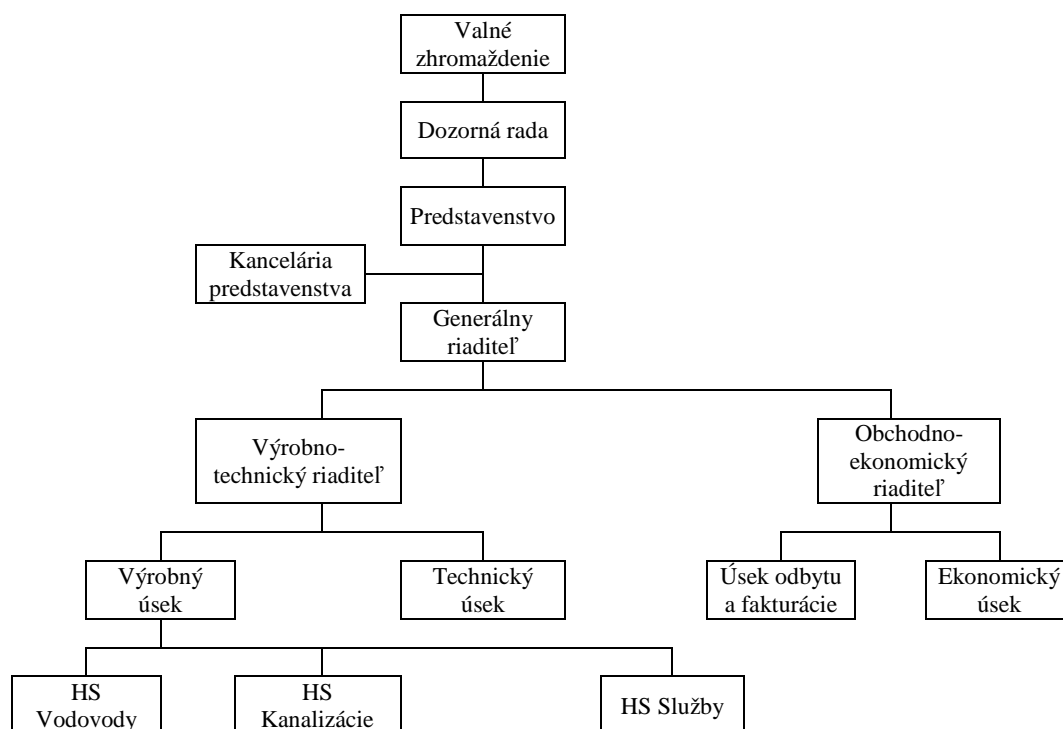 Valné
zhromaždenie
Dozorná rada
Predstavenstvo
Kancelária
predstavenstva
Generálny
riaditeľ
Výrobno-
technický riaditeľ
Obchodno-
ekonomický
riaditeľ
Výrobný
úsek
Technický
úsek
Úsek odbytu
a fakturácie
Ekonomický
úsek
HS
Vodovody
HS
Kanalizácie
HS Služby